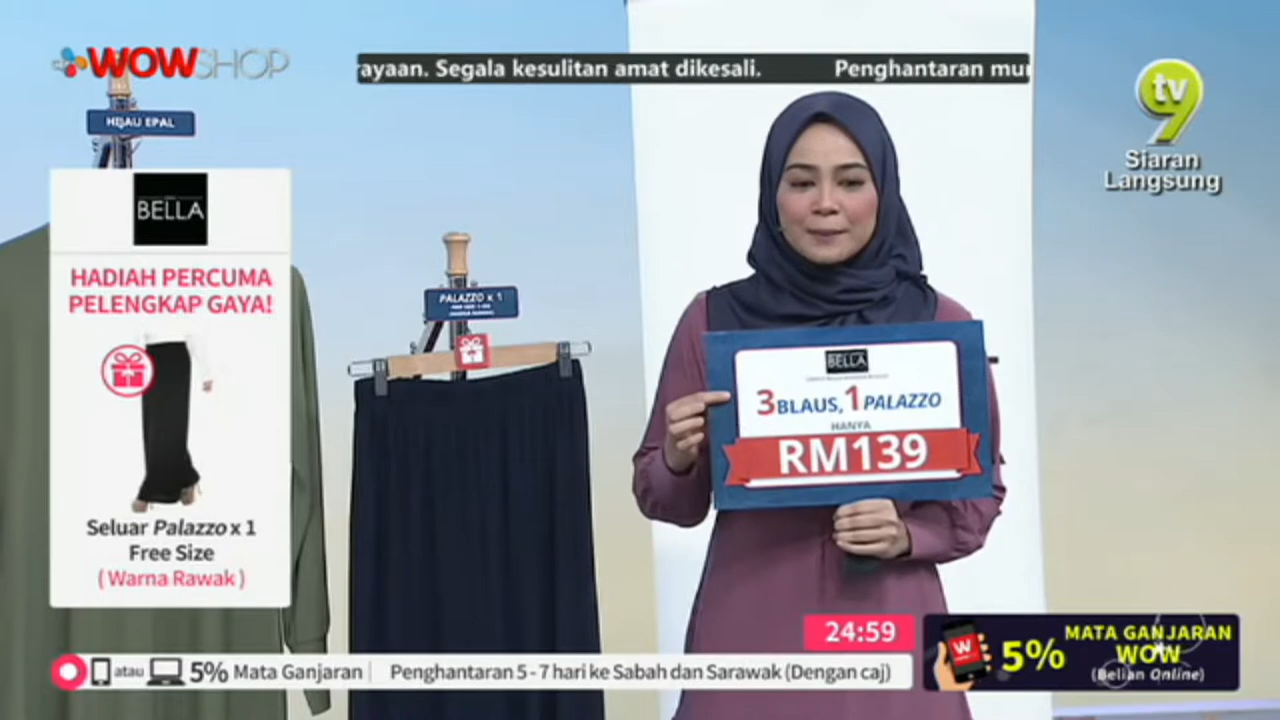 WOWSHOP
rayaan. Segala kesulitan amat dikesali. Penghantaran mu
tv9
Siaran
Langsung
HIJAU EPAL
BELLA
HADIAH PERCUMA
PELENGKAP GAYA!
Seluar Palazzo x 1
Free Size
( Warna Rawak )
PALAZZO x 1
BELLA
3 BLAUS, 1 PALAZZO
HANYA
RM139
24:59
atau 5% Mata Ganjaran Penghantaran 5 - 7 hari ke Sabah dan Sarawak (Dengan caj)
W
5% MATA GANJARAN
WOW
(Belian Online)